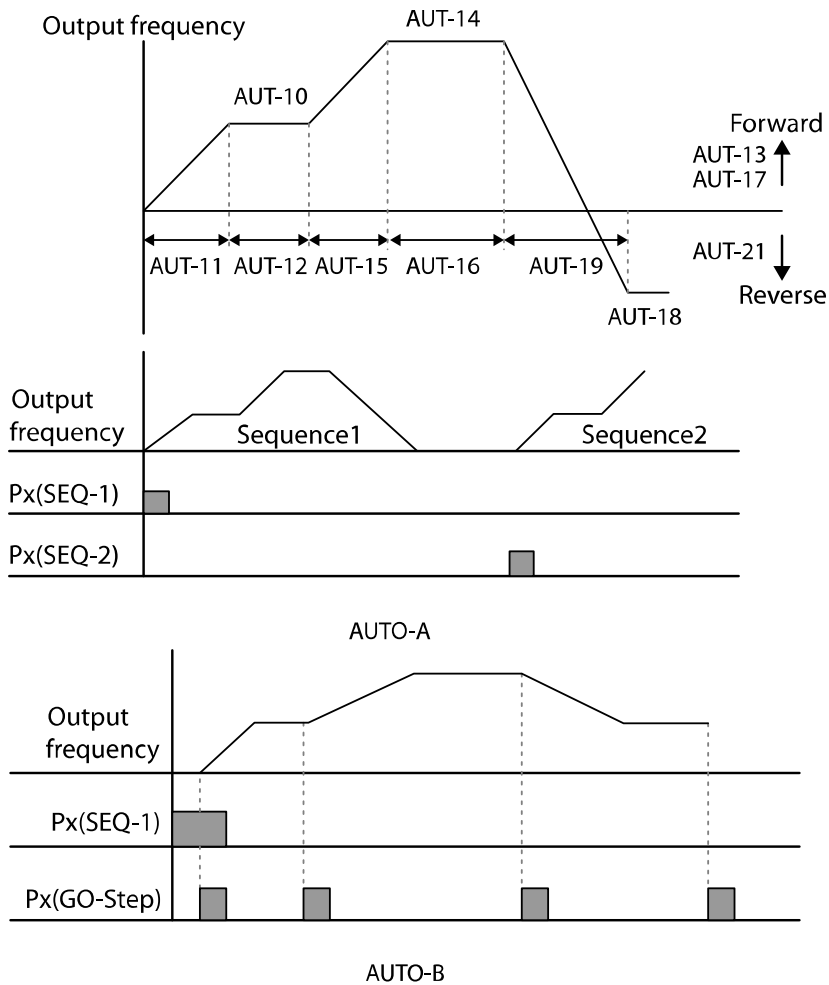 AUT-14
Output frequency
AUT-10
Forward
AUT-13
AUT-17
AUT-11
AUT-12
AUT-15
AUT-16
AUT-19
AUT-21
Reverse
AUT-18
Output
frequency
Sequence1
Sequence2
Px(SEQ-1)
Px(SEQ-2)
AUTO-A
Output
frequency
Px(SEQ-1)
Px(GO-Step)
AUTO-B